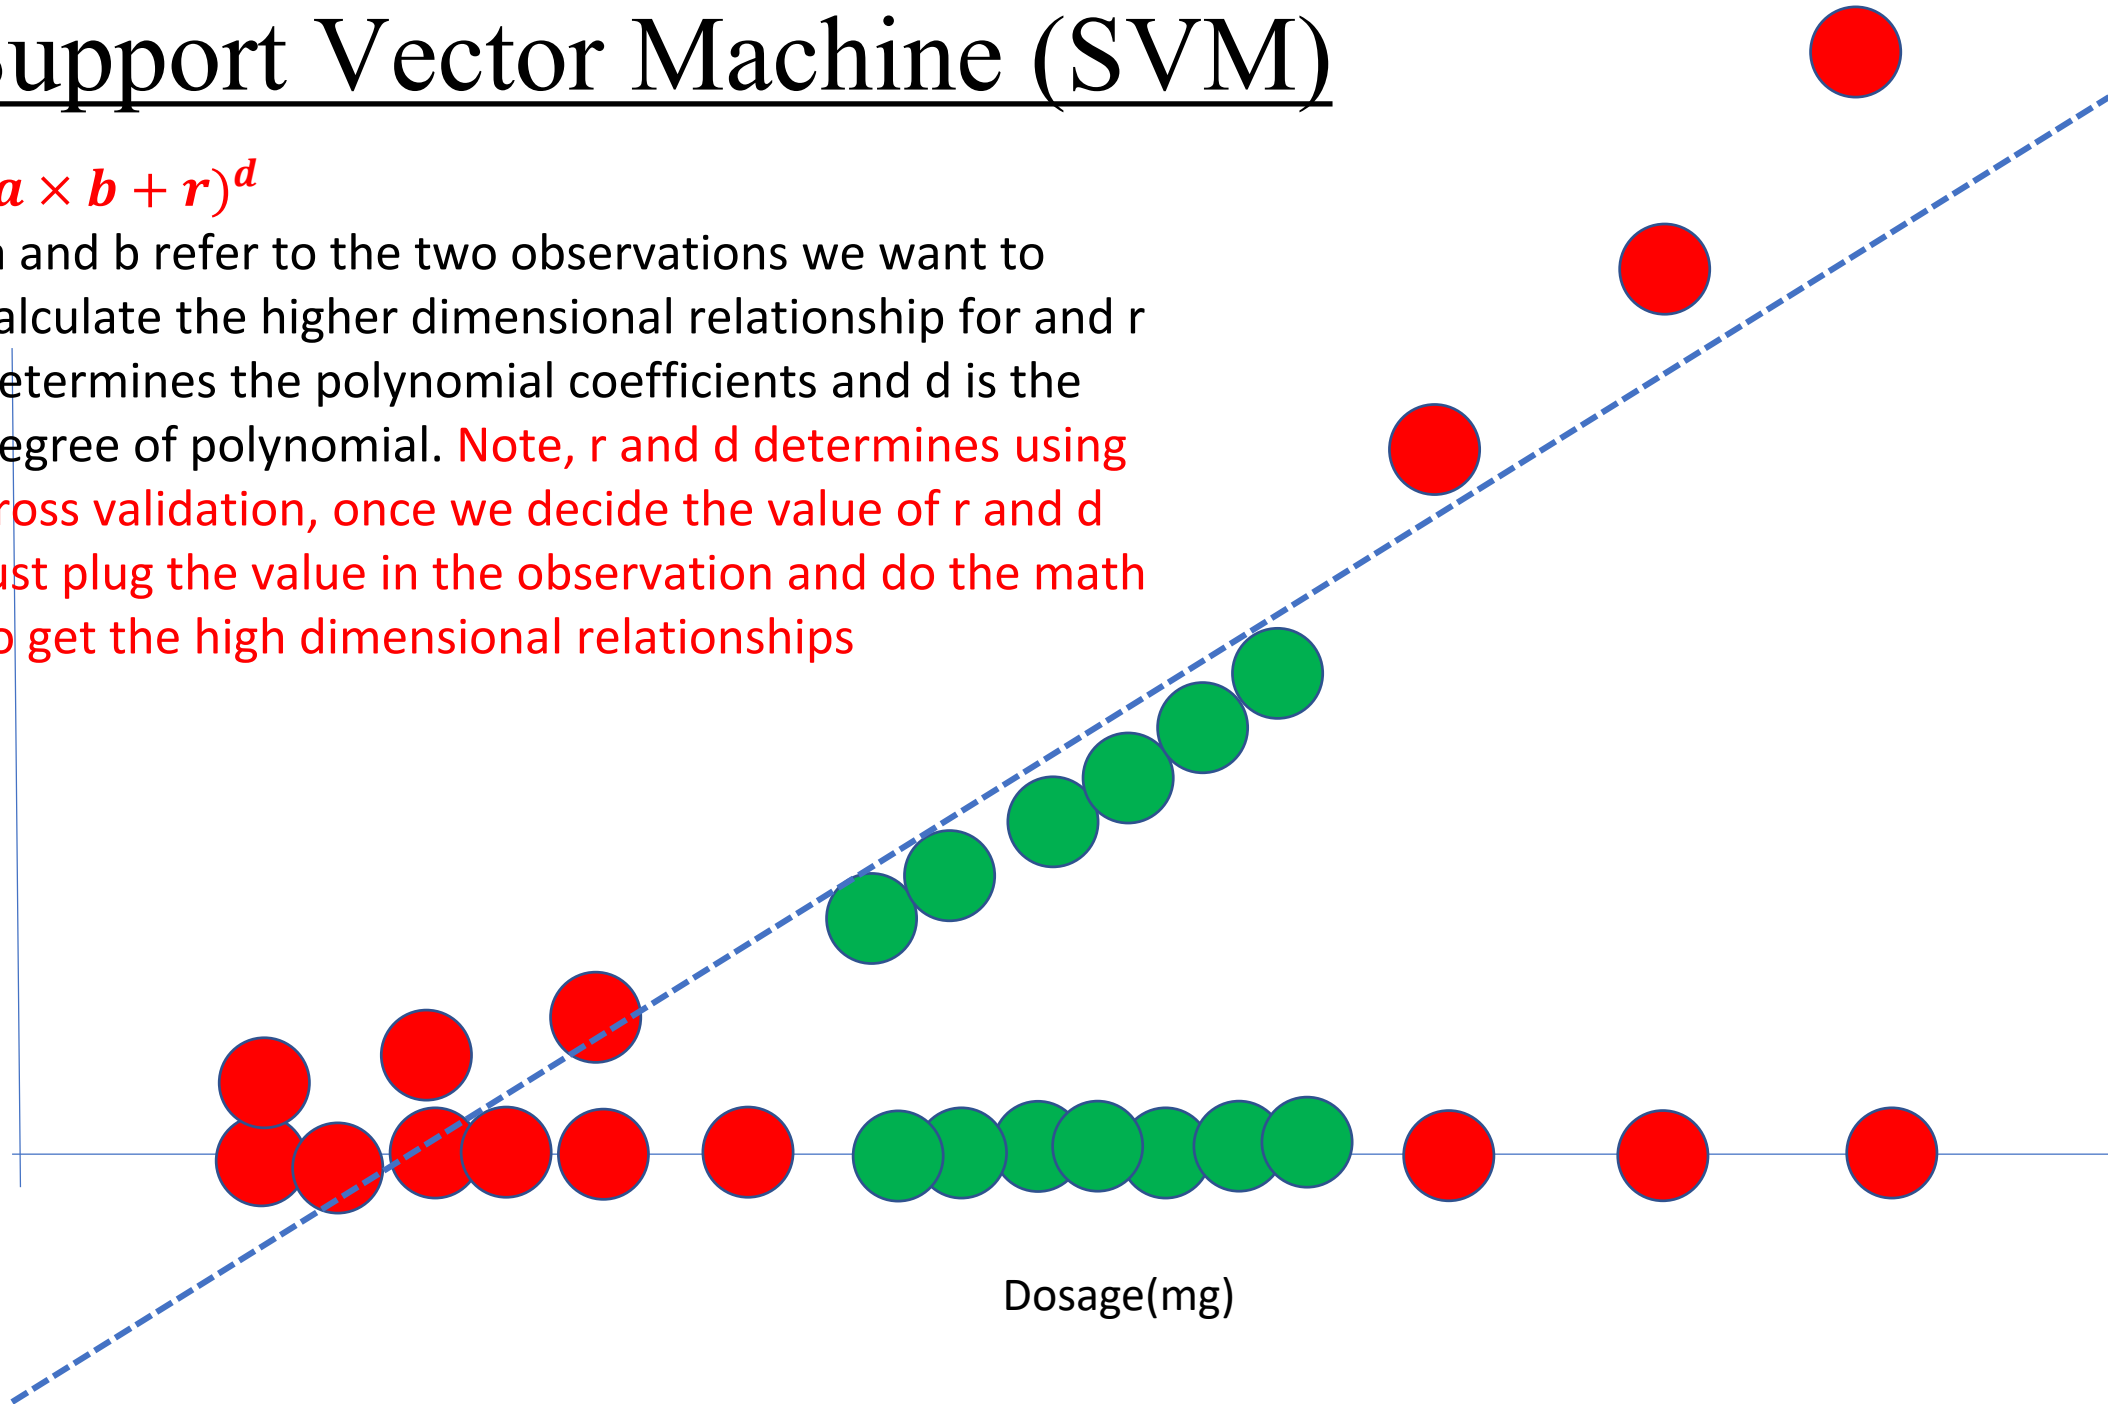 upport Vector Machine (SVM)
a × b + r)^d
and b refer to the two observations we want to
alculate the higher dimensional relationship for and r
etermines the polynomial coefficients and d is the
egree of polynomial. Note, r and d determines using
ross validation, once we decide the value of r and d
ust plug the value in the observation and do the math
o get the high dimensional relationships
Dosage(mg)